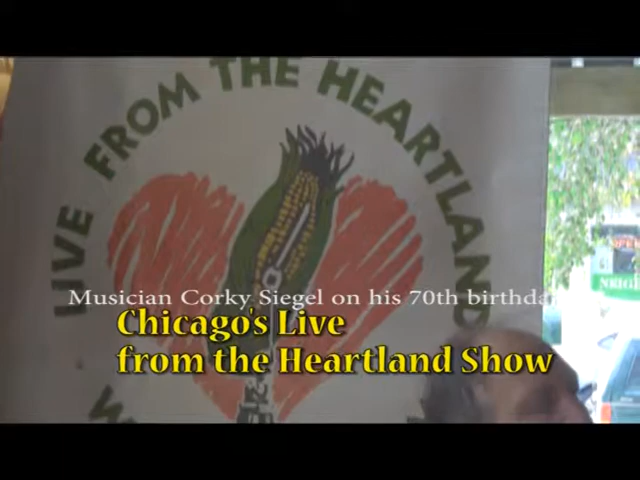 LIVE FROM THE HEARTLAND
Musician Corky Siegel on his 70th birthda
Chicago's Live
from the Heartland Show